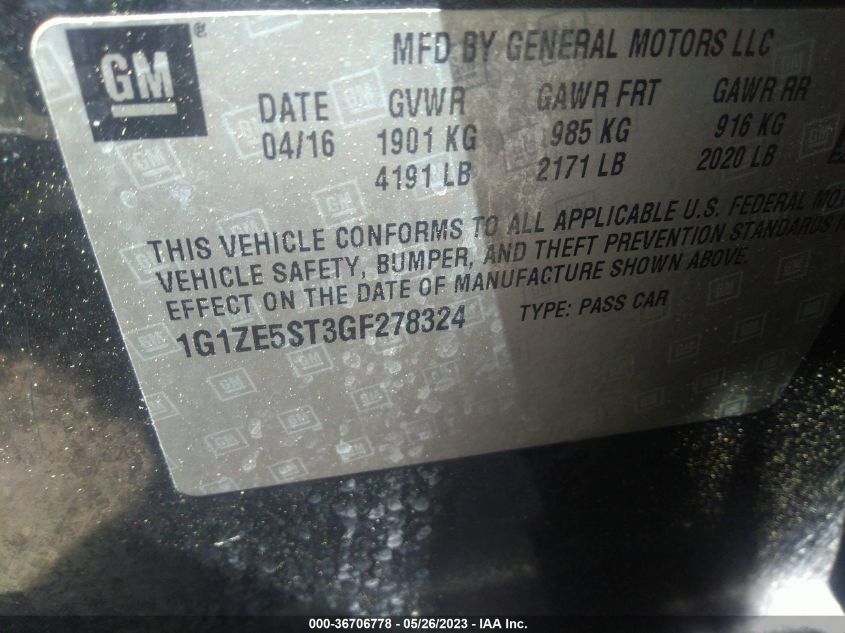 GM ®
MFD BY GENERAL MOTORS LLC
DATE GVWR GAWR FRT GAWR RR
04/16 1901 KG 985 KG 916 KG
4191 LB 2171 LB 2020 LB
THIS VEHICLE CONFORMS TO ALL APPLICABLE U.S. FEDERAL
VEHICLE SAFETY, BUMPER, AND THEFT PREVENTION STANDARDS
EFFECT ON THE DATE OF MANUFACTURE SHOWN ABOVE.
1G1ZE5ST3GF278324 TYPE: PASS CAR
000-36706778 - 05/26/2023 - IAA Inc.